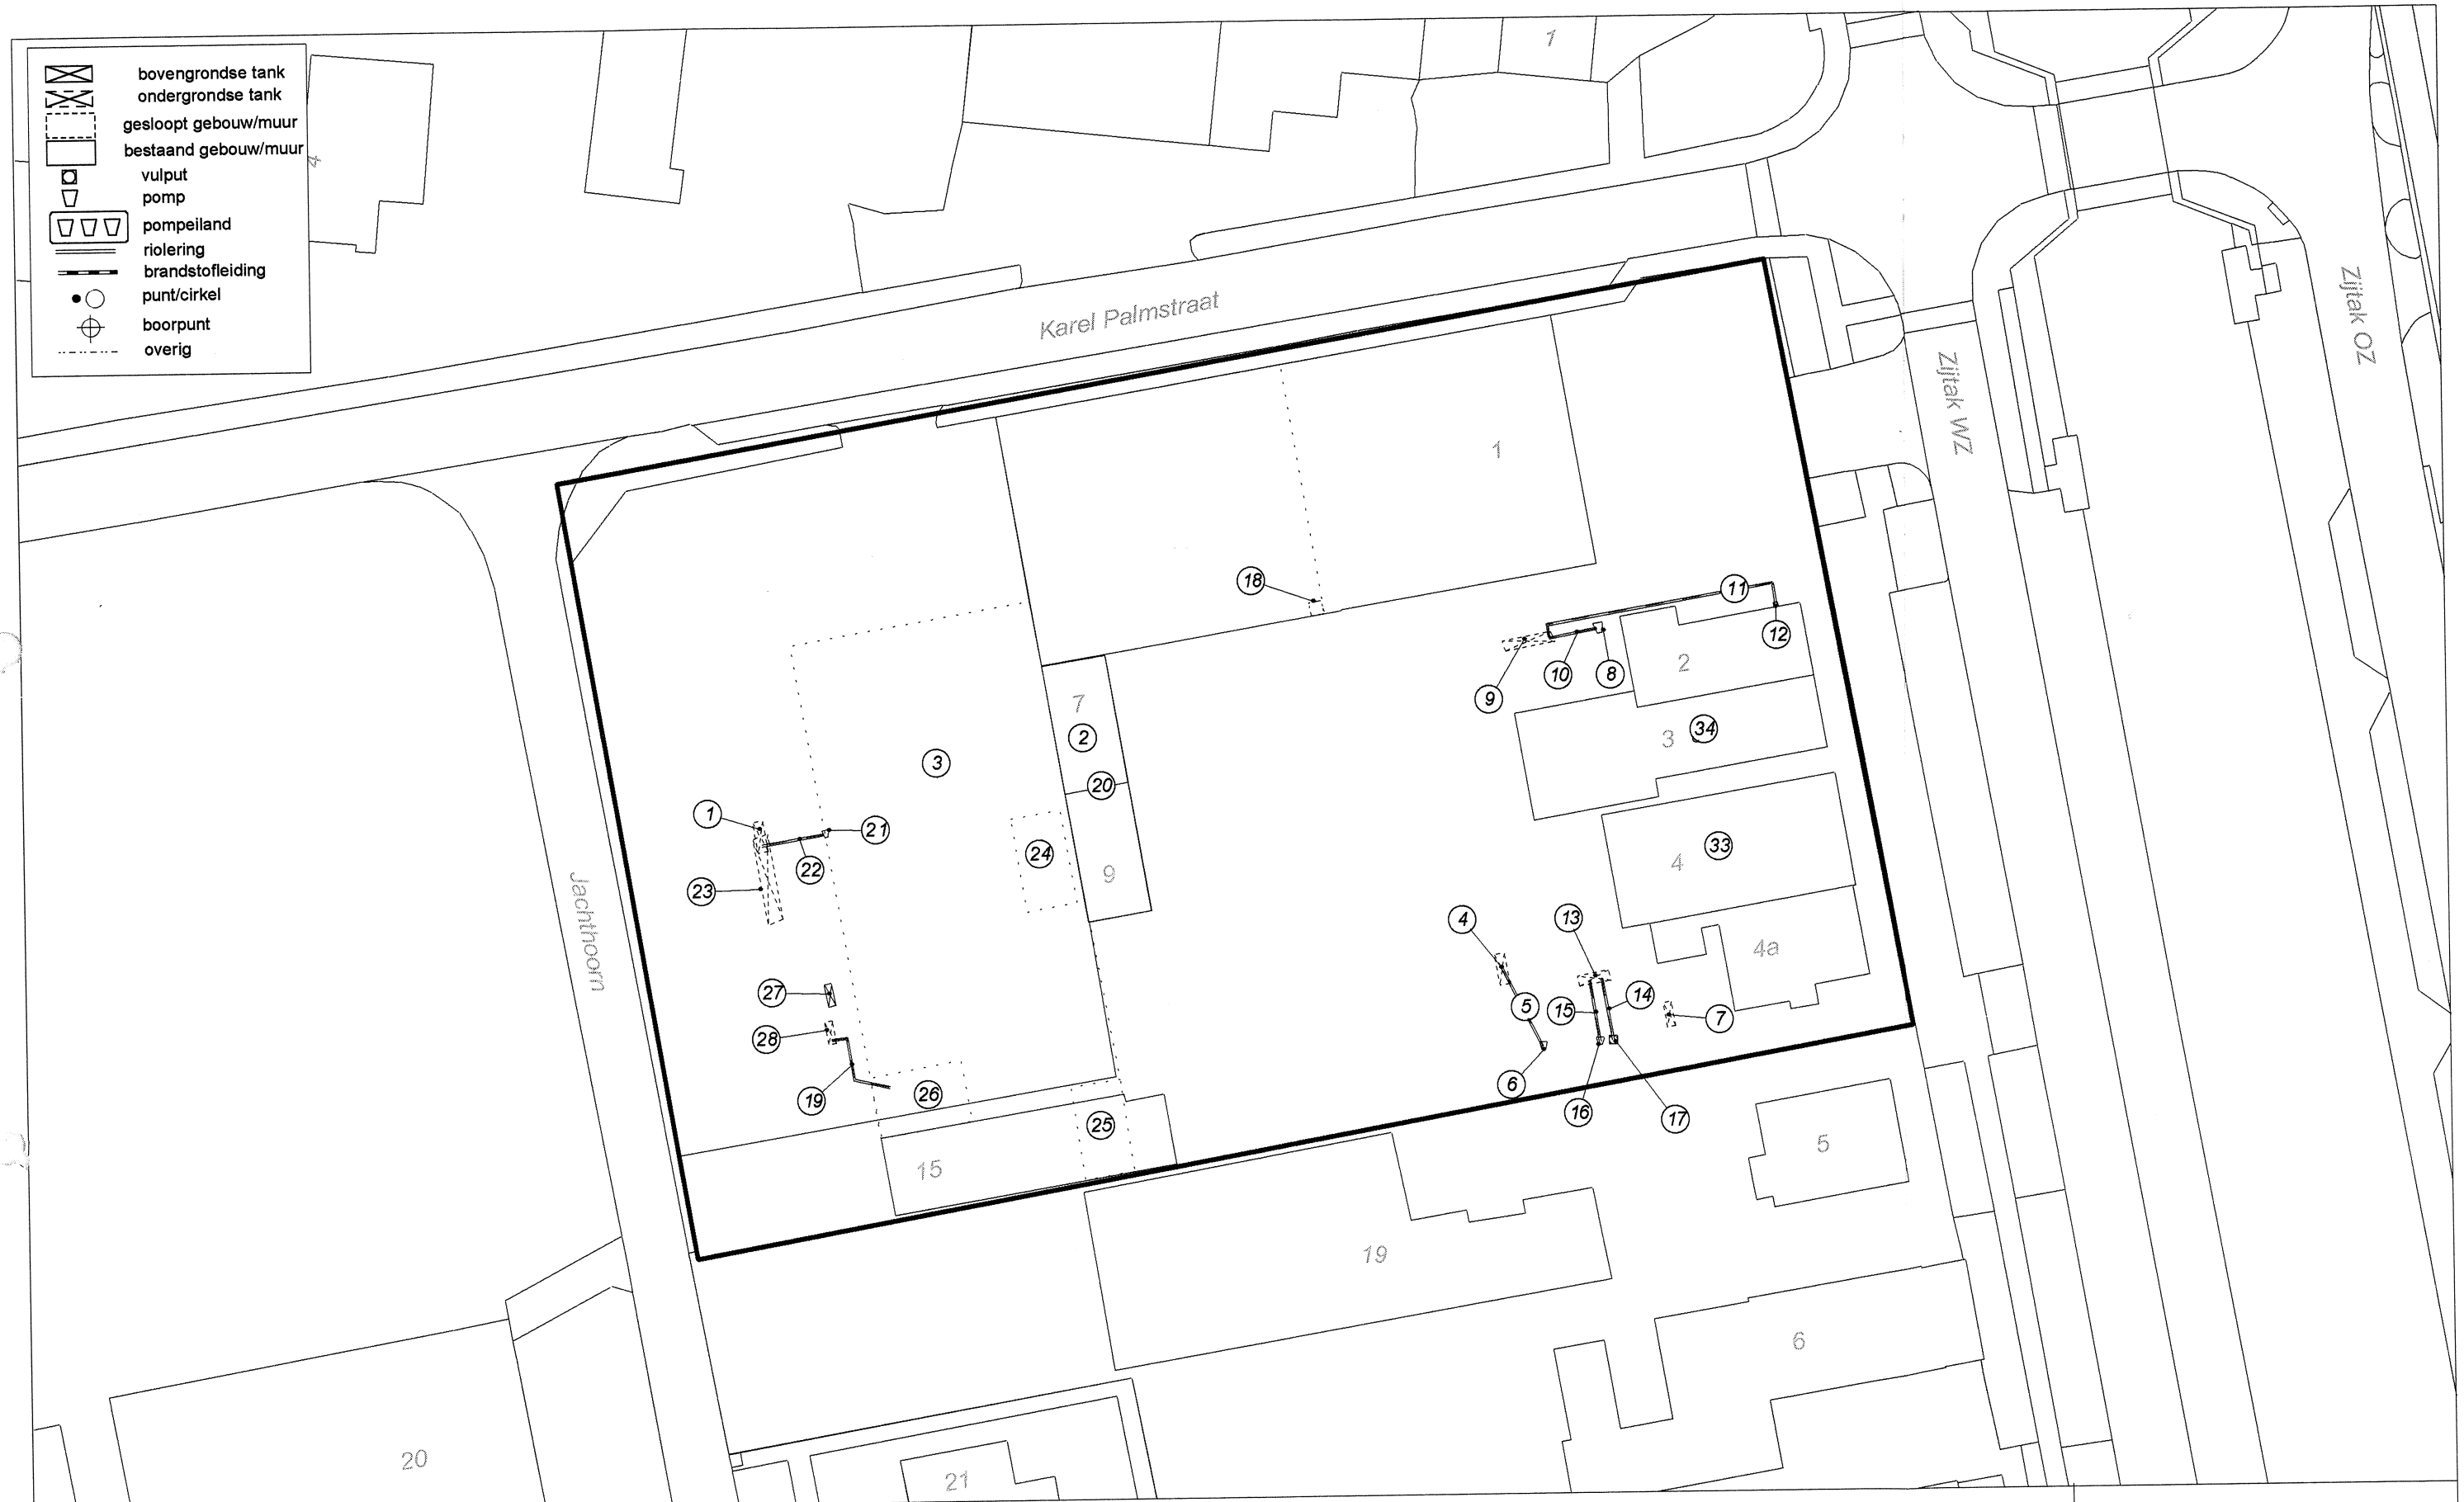 bovengrondse tank
ondergrondse tank
gesloopt gebouw/muur
bestaand gebouw/muur
vulput
pomp
pompeiland
riolering
brandstofleiding
punt/cirkel
boorpunt
overig
4
1
Karel Palmstraat
Zijtak WZ
Zijtak OZ
Jachthoorn
1
18
11
12
10
8
9
2
7
2
3
34
3
20
1
21
22
23
24
9
4
33
4
13
4a
27
28
5
15
14
7
19
26
6
16
17
25
15
5
19
6
20
21